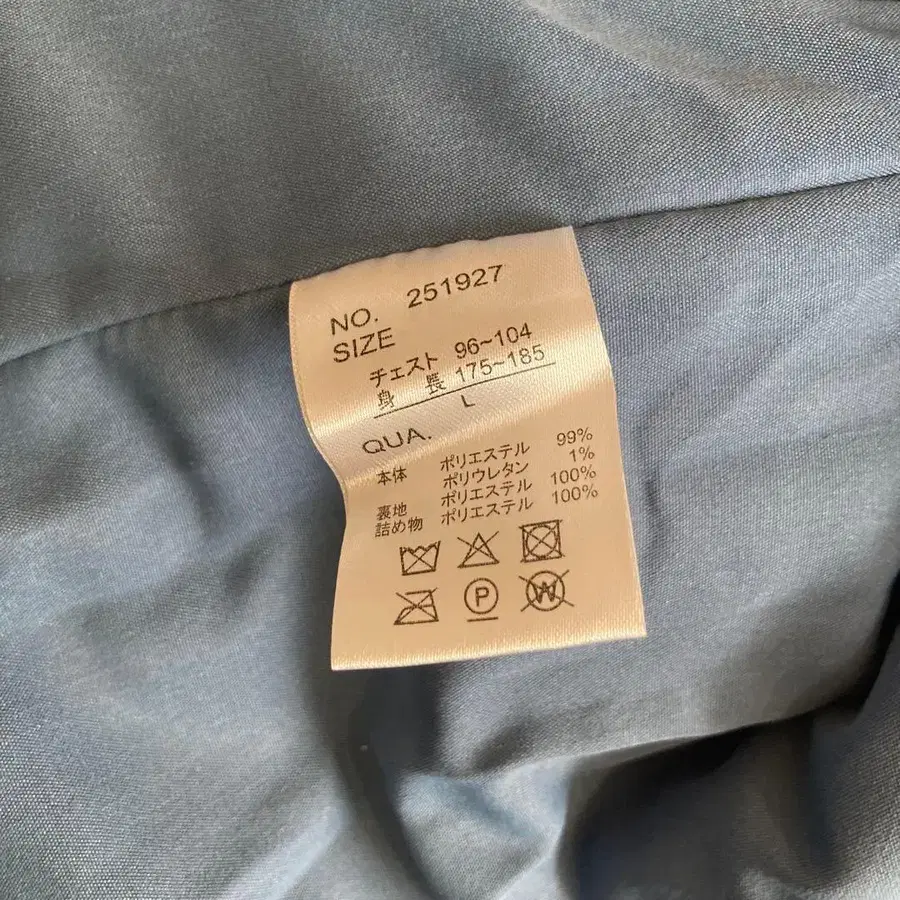 NO. 251927
SIZE
チェスト 96~104
身 長 175~185
L
QUA.
本体 ポリエステル 99%
ポリウレタン 1%
裏地 ポリエステル 100%
詰め物 ポリエステル 100%
P
W